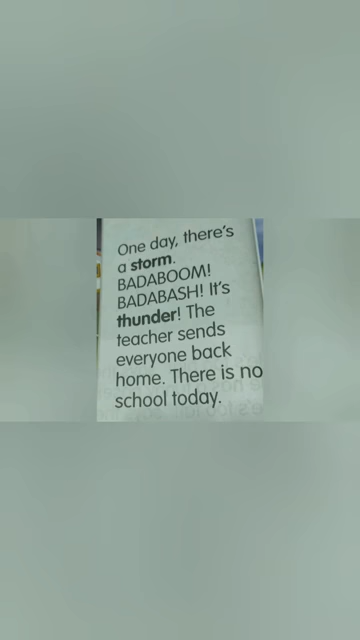 One day, there's
a storm.
BADABOOM!
BADABASH! It's
thunder! The
teacher sends
everyone back
home. There is no
school today.